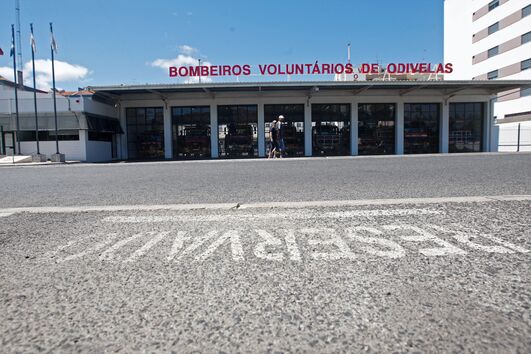 BOMBEIROS VOLUNTÁRIOS DE ODIVELAS
RESERVADO